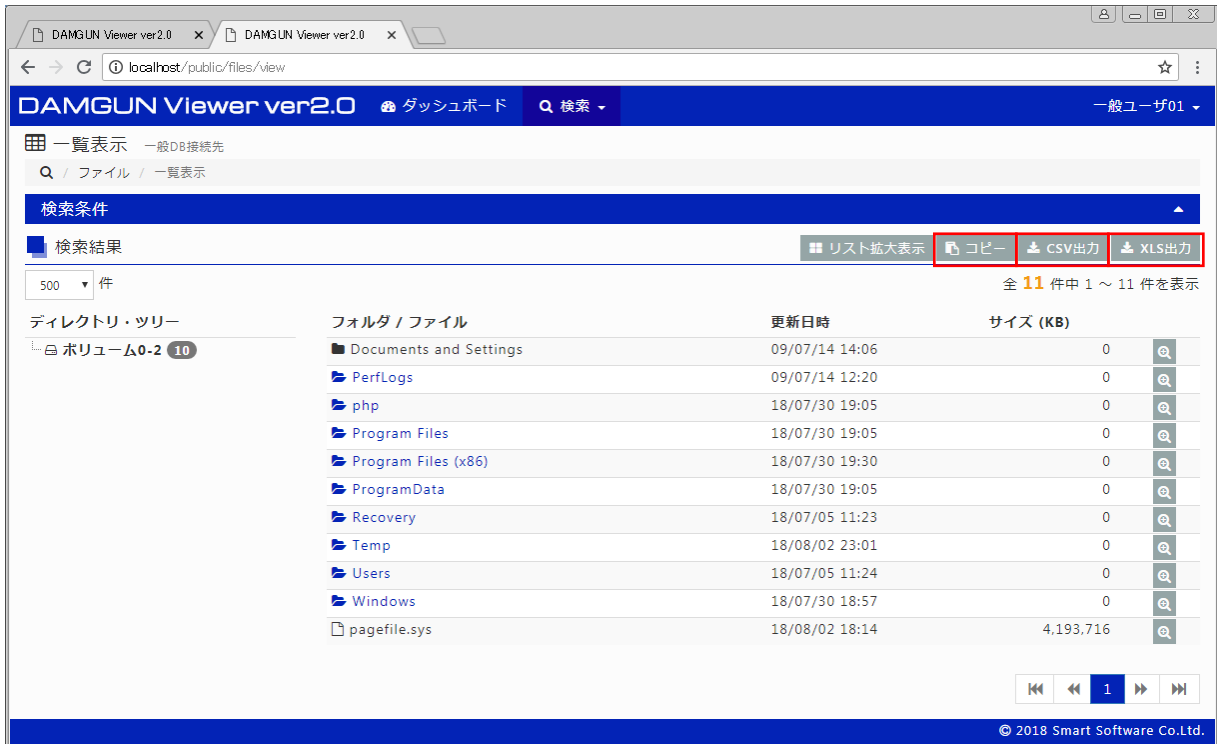 DAMGUN Viewer ver2.0 DAMGUN Viewer ver2.0
localhost/public/files/view
DAMGUN Viewer ver2.0 ダッシュボード 検索 一般ユーザ01
一覧表示 一般DB接続先
/ ファイル / 一覧表示
検索条件
検索結果 リスト拡大表示 コピー CSV出力 XLS出力
500 件 全 11 件中 1 ～ 11 件を表示
ディレクトリ・ツリー フォルダ / ファイル 更新日時 サイズ (KB)
ボリューム0-2 10 Documents and Settings 09/07/14 14:06 0
PerfLogs 09/07/14 12:20 0
php 18/07/30 19:05 0
Program Files 18/07/30 19:05 0
Program Files (x86) 18/07/30 19:30 0
ProgramData 18/07/30 19:05 0
Recovery 18/07/05 11:23 0
Temp 18/08/02 23:01 0
Users 18/07/05 11:24 0
Windows 18/07/30 18:57 0
pagefile.sys 18/08/02 18:14 4,193,716
1
© 2018 Smart Software Co.Ltd.